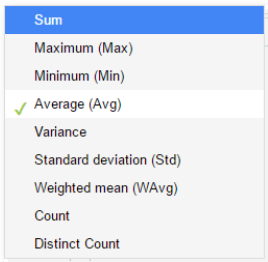 Sum
Maximum (Max)
Minimum (Min)
Average (Avg)
Variance
Standard deviation (Std)
Weighted mean (WAvg)
Count
Distinct Count